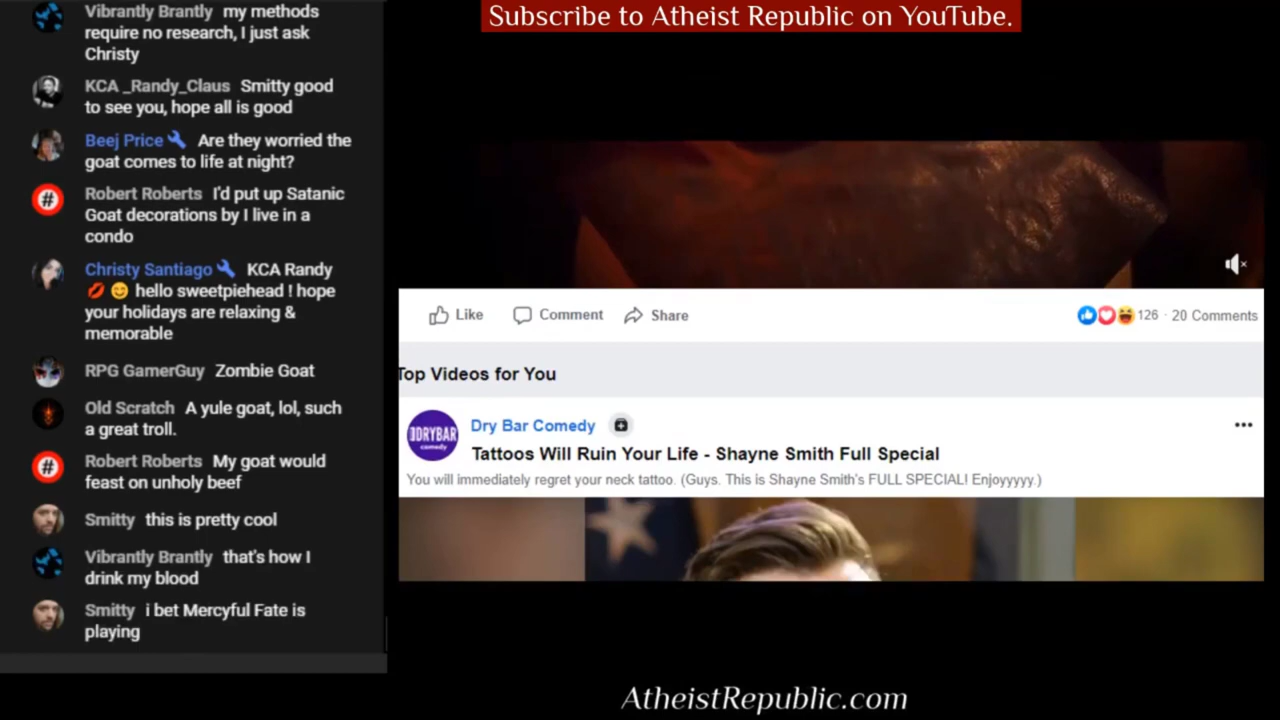 Subscribe to Atheist Republic on YouTube.
Vibrantly Brantly my methods
require no research, I just ask
Christy
KCA _Randy_Claus Smitty good
to see you, hope all is good
Beej Price Are they worried the
goat comes to life at night?
# Robert Roberts I'd put up Satanic
Goat decorations by I live in a
condo
Christy Santiago KCA Randy
💋 😊 hello sweetpiehead ! hope
your holidays are relaxing &
memorable
RPG GamerGuy Zombie Goat
Old Scratch A yule goat, lol, such
a great troll.
# Robert Roberts My goat would
feast on unholy beef
Smitty this is pretty cool
Vibrantly Brantly that's how I
drink my blood
Smitty i bet Mercyful Fate is
playing
Like Comment Share 126 · 20 Comments
Top Videos for You
DRYBAR
comedy
Dry Bar Comedy
Tattoos Will Ruin Your Life - Shayne Smith Full Special
You will immediately regret your neck tattoo. (Guys. This is Shayne Smith's FULL SPECIAL! Enjoyyyyy.)
AtheistRepublic.com